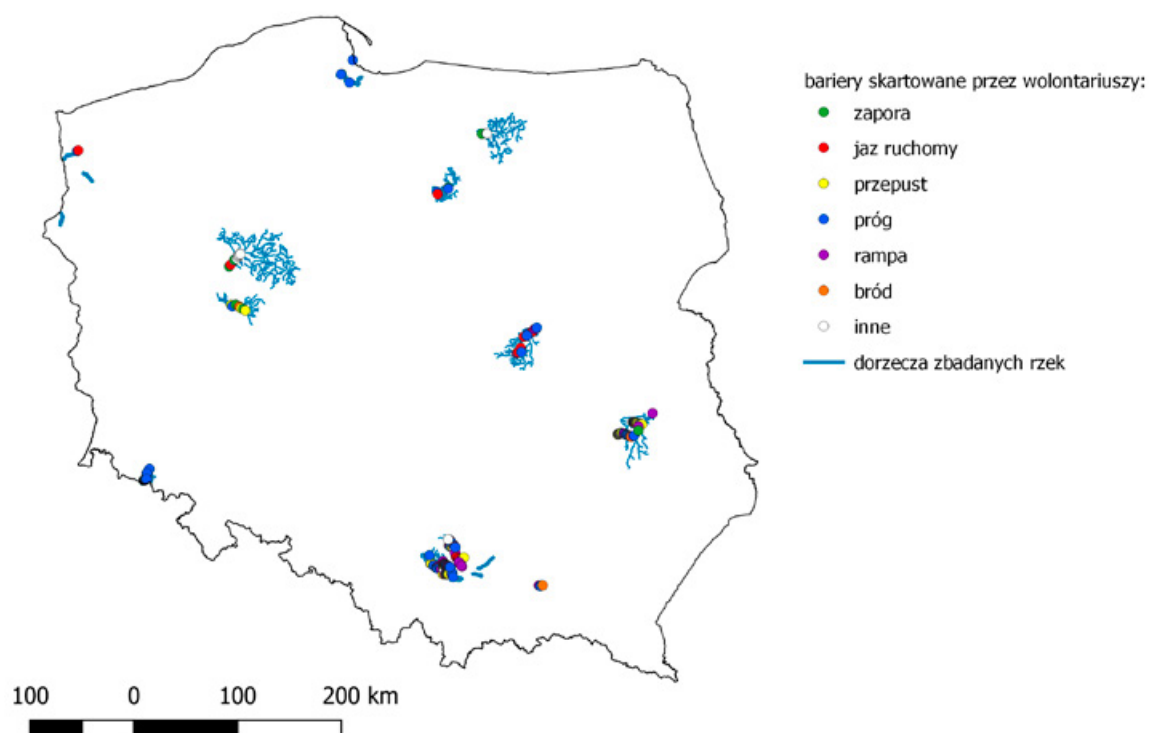 bariery skartowane przez wolontariuszy:
zapora
jaz ruchomy
przepust
próg
rampa
bród
inne
dorzecza zbadanych rzek
100 0 100 200 km